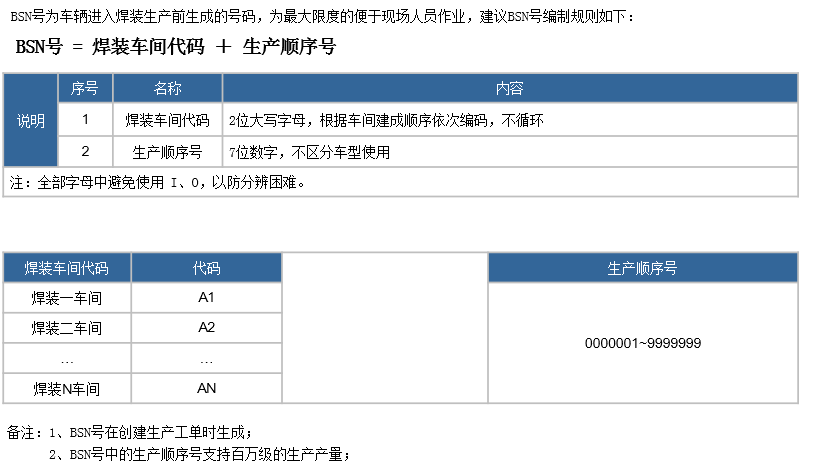 BSN号为车辆进入焊装生产前生成的号码，为最大限度的便于现场人员作业，建议BSN号编制规则如下：
BSN号 = 焊装车间代码 ＋ 生产顺序号
说明 序号 名称 内容
1 焊装车间代码 2位大写字母，根据车间建成顺序依次编码，不循环
2 生产顺序号 7位数字，不区分车型使用
注：全部字母中避免使用 I、O，以防分辨困难。
焊装车间代码 代码 生产顺序号
焊装一车间 A1
焊装二车间 A2
0000001~9999999
… …
焊装N车间 AN
备注：1、BSN号在创建生产工单时生成；
2、BSN号中的生产顺序号支持百万级的生产产量；